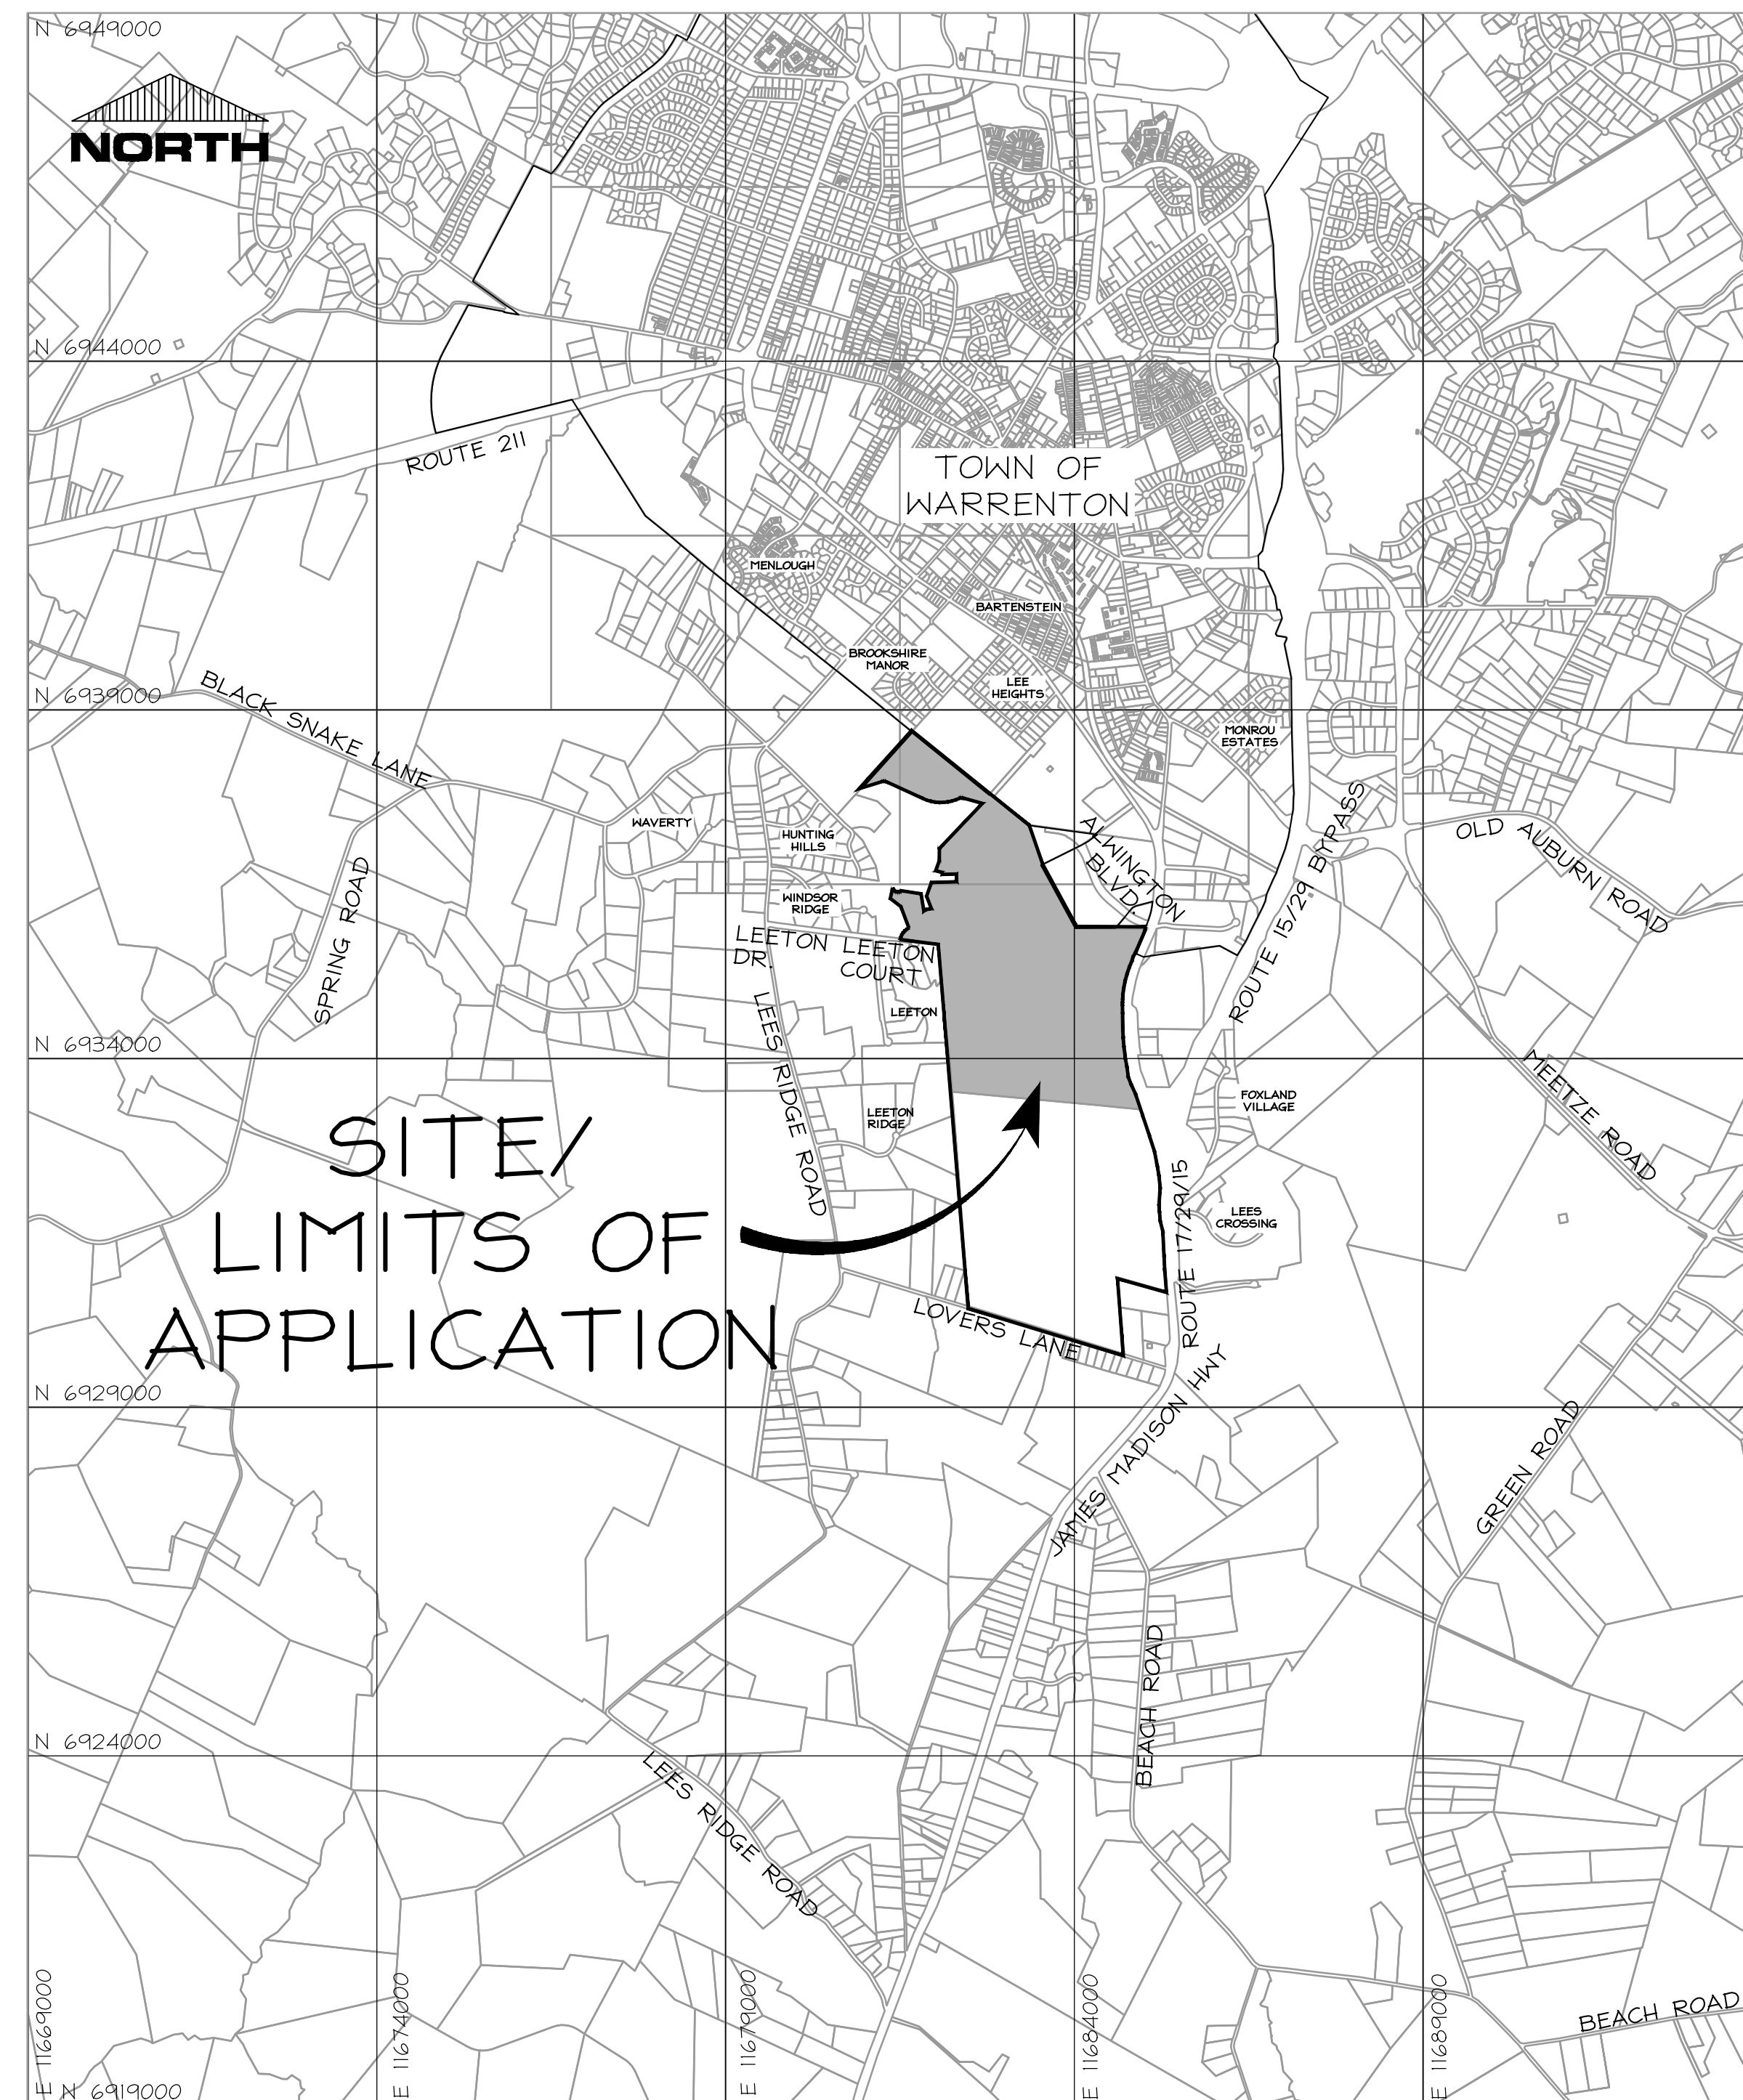 N 6949000
NORTH
N 6944000
ROUTE 211
TOWN OF
WARRENTON
MENLOUGH
BARTENSTEIN
BROOKSHIRE
MANOR
LEE
HEIGHTS
N 6939000
BLACK SNAKE LANE
MONROU
ESTATES
WAVERTY
HUNTING
HILLS
ALWINGTON
BLVD.
ROUTE 15/29 BYPASS
OLD AUBURN ROAD
SPRING ROAD
WINDSOR
RIDGE
LEETON
DR.
LEETON
COURT
LEETON
LEES RIDGE ROAD
N 6934000
MEETZE ROAD
FOXLAND
VILLAGE
LEETON
RIDGE
SITE/
LIMITS OF
APPLICATION
ROUTE 17/29/15
LEES
CROSSING
LOVERS LANE
N 6929000
JAMES MADISON HWY
GREEN ROAD
BEACH ROAD
N 6924000
LEES RIDGE ROAD
BEACH ROAD
E 11669000
E 11674000
E 11679000
E 11684000
E 11689000
N 6919000